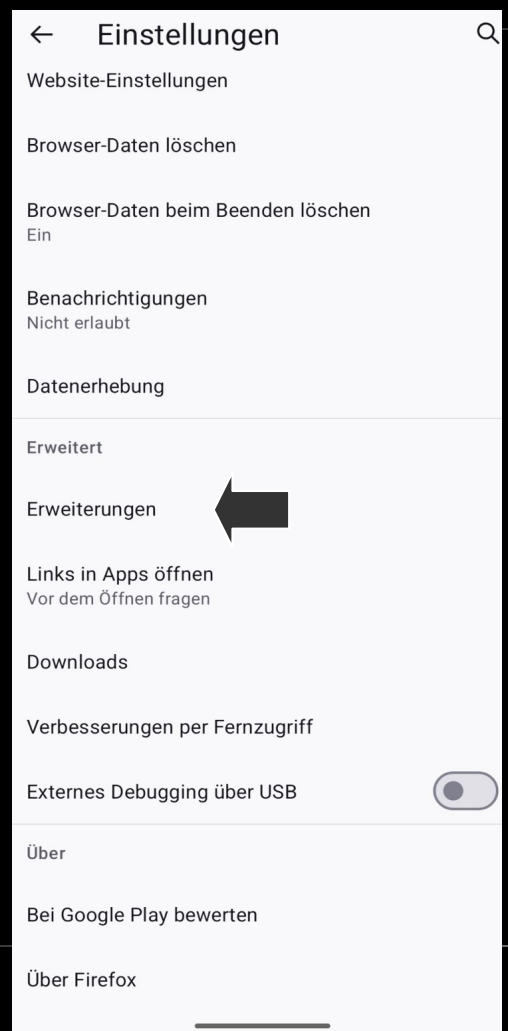 Einstellungen
Website-Einstellungen
Browser-Daten löschen
Browser-Daten beim Beenden löschen
Ein
Benachrichtigungen
Nicht erlaubt
Datenerhebung
Erweitert
Erweiterungen
Links in Apps öffnen
Vor dem Öffnen fragen
Downloads
Verbesserungen per Fernzugriff
Externes Debugging über USB
Über
Bei Google Play bewerten
Über Firefox